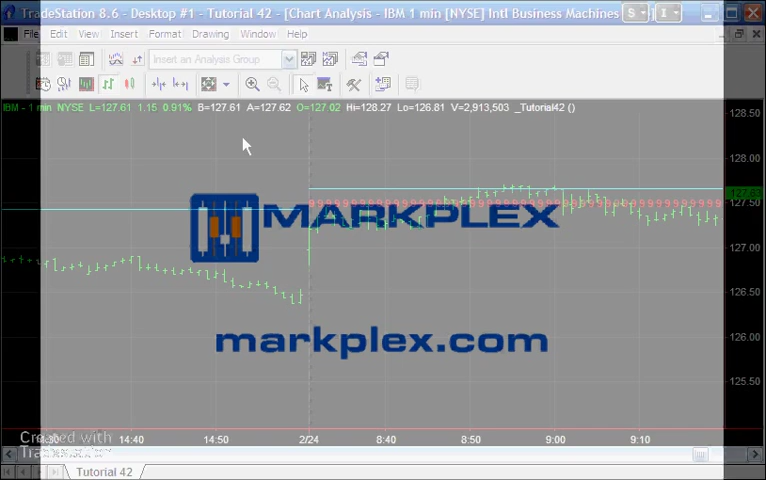 TradeStation 8.6 - Desktop #1 - Tutorial 42 - [Chart Analysis - IBM 1 min [NYSE] Intl Business Machines
S
I
File Edit View Insert Format Drawing Window Help
Insert an Analysis Group
IBM - 1 min NYSE L=127.61 1.15 0.91% B=127.61 A=127.62 O=127.02 Hi=128.27 Lo=126.81 V=2,913,503 _Tutorial42 ()
128.50
128.00
127.50
127.00
126.50
126.00
125.50
MARKPLEX
markplex.com
Created with
14:40 14:50 2/24 8:40 8:50 9:00 9:10
Tutorial 42